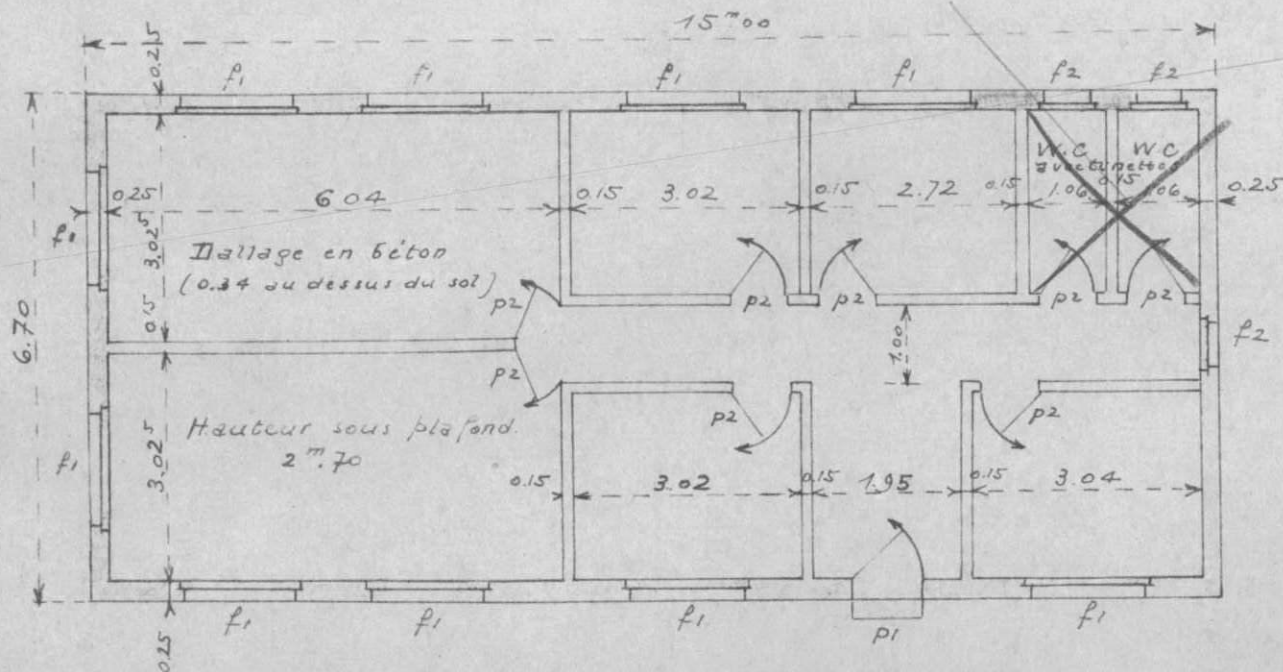 15ᵐ00
0.25
f1 f1 f1 f1 f2 f2
W.C W.C
0.25 6 04 0.15 3.02 0.15 2.72 0.15 1.06 0.15 1.06 0.25
f1
3.02⁵
Dallage en béton
(0.34 au dessus du sol)
p2 p2 p2 p2 p2
0.15
6.70
1.00
f2
p2
p2 p2
Hauteur sous plafond.
2ᵐ.70
f1
3.02⁵
0.15 3.02 0.15 1.95 0.15 3.04
f1 f1 f1 p1 f1
025